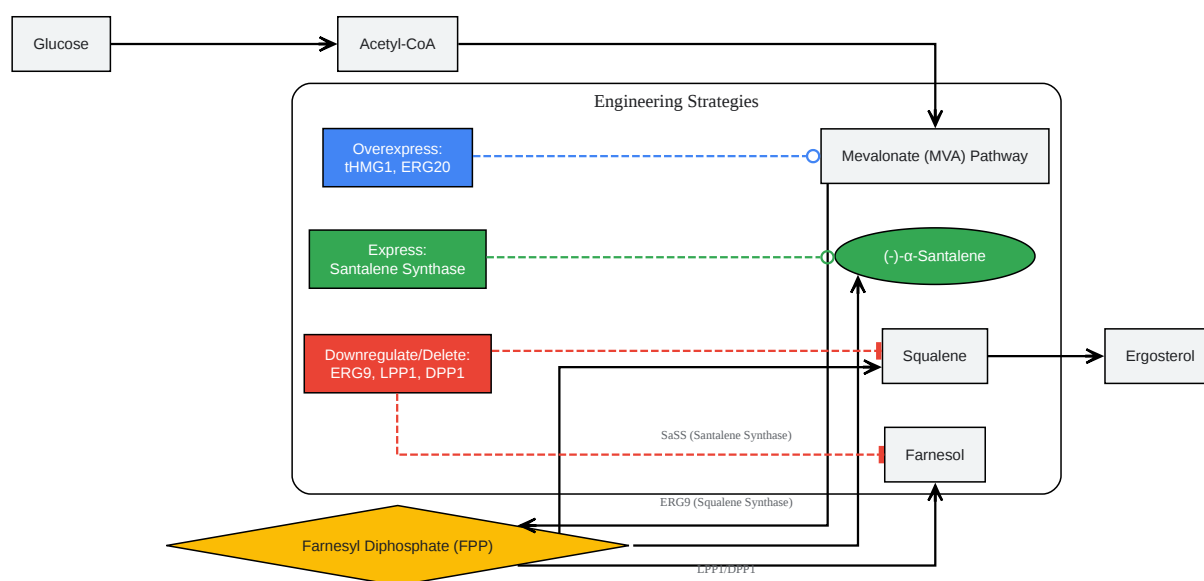 Glucose
Acetyl-CoA
Engineering Strategies
Overexpress:
tHMG1, ERG20
Mevalonate (MVA) Pathway
Express:
Santalene Synthase
(-)-α-Santalene
Downregulate/Delete:
ERG9, LPP1, DPP1
Squalene
Ergosterol
SaSS (Santalene Synthase)
Farnesol
ERG9 (Squalene Synthase)
Farnesyl Diphosphate (FPP)
LPP1/DPP1